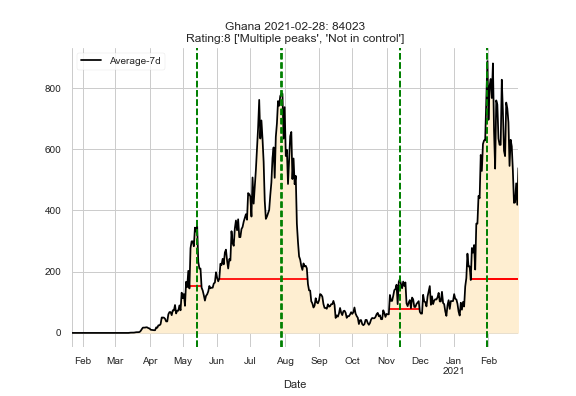 Ghana 2021-02-28: 84023
Rating:8 ['Multiple peaks', 'Not in control']
Average-7d
800
600
400
200
0
Feb Mar Apr May Jun Jul Aug Sep Oct Nov Dec Jan Feb
2021
Date